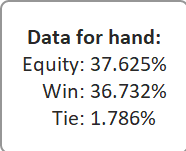 Data for hand:
Equity: 37.625%
Win: 36.732%
Tie: 1.786%